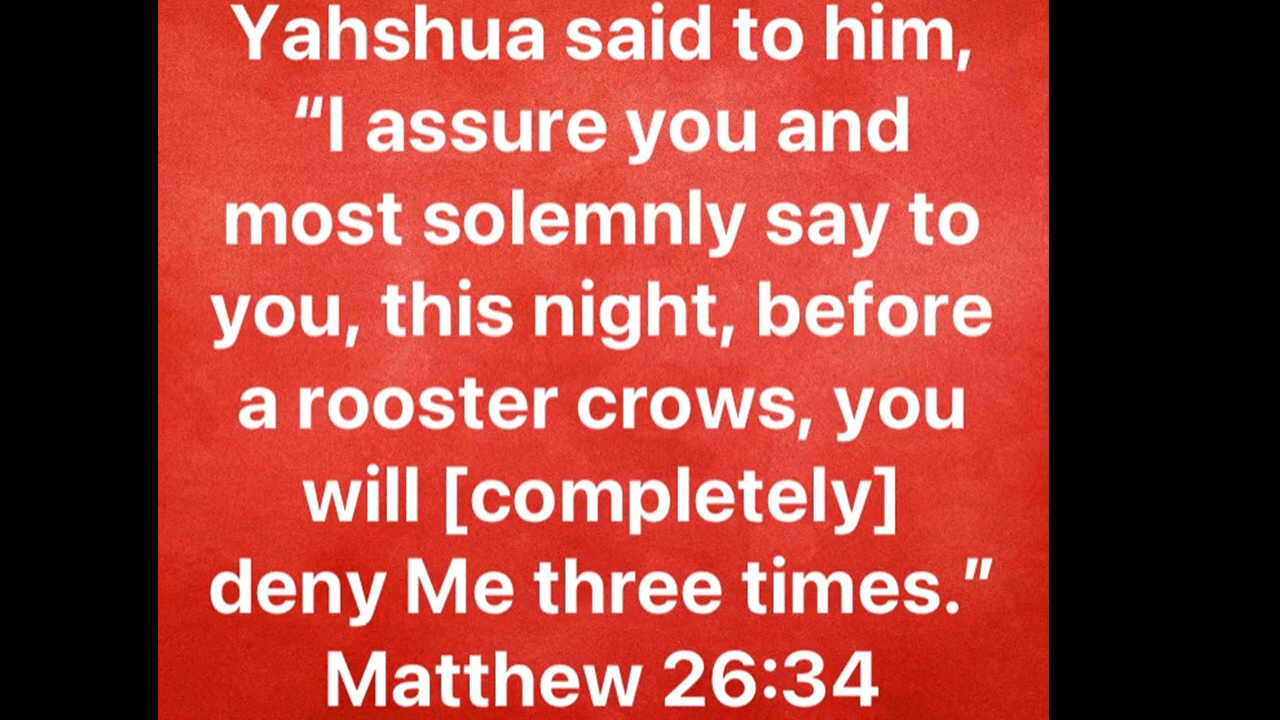 Yahshua said to him,
“I assure you and
most solemnly say to
you, this night, before
a rooster crows, you
will [completely]
deny Me three times.”
Matthew 26:34